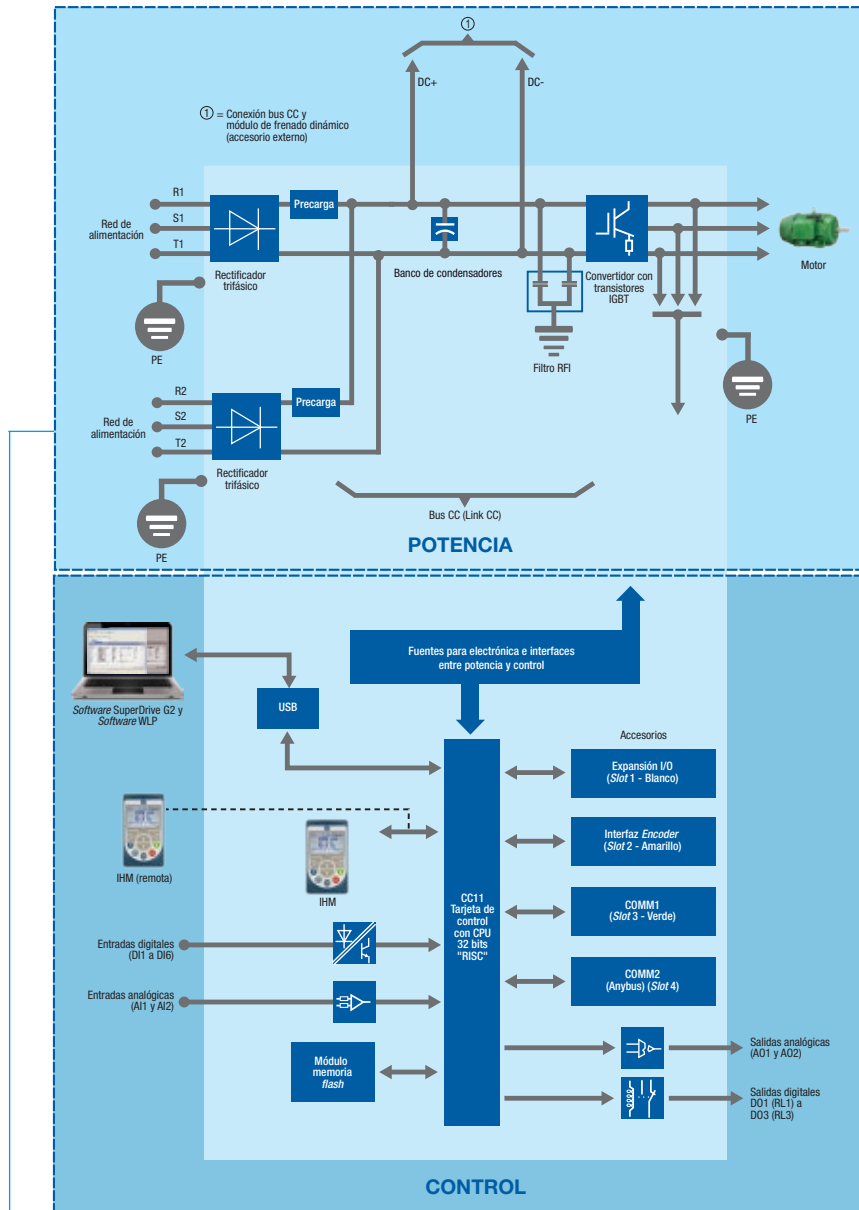 ①
DC+
DC-
① = Conexión bus CC y
módulo de frenado dinámico
(accesorio externo)
R1
Precarga
Red de
alimentación
S1
T1
Rectificador
trifásico
Banco de condensadores
Convertidor con
transistores
IGBT
Motor
PE
Filtro RFI
PE
R2
Precarga
Red de
alimentación
S2
T2
Rectificador
trifásico
PE
Bus CC (Link CC)
POTENCIA
Fuentes para electrónica e interfaces
entre potencia y control
Software SuperDrive G2 y
Software WLP
USB
Accesorios
Expansión I/O
(Slot 1 - Blanco)
Interfaz Encoder
(Slot 2 - Amarillo)
IHM (remota)
IHM
CC11
Tarjeta de
control
con CPU
32 bits
"RISC"
COMM1
(Slot 3 - Verde)
Entradas digitales
(DI1 a DI6)
COMM2
(Anybus) (Slot 4)
Entradas analógicas
(AI1 y AI2)
Módulo
memoria
flash
Salidas analógicas
(AO1 y AO2)
Salidas digitales
DO1 (RL1) a
DO3 (RL3)
CONTROL